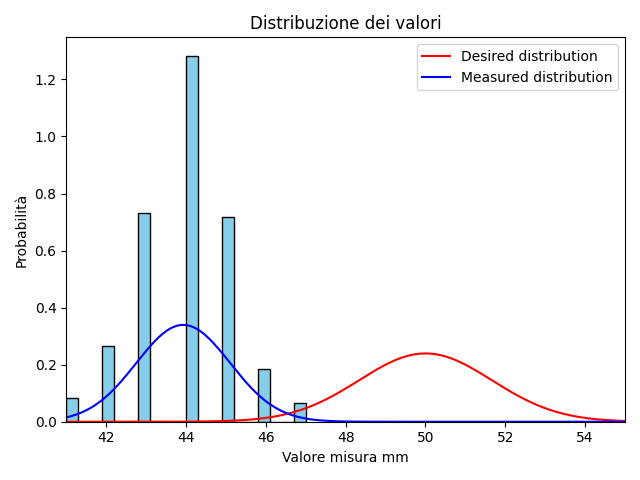 Distribuzione dei valori
Desired distribution
Measured distribution
Probabilità
1.2
1.0
0.8
0.6
0.4
0.2
0.0
42 44 46 48 50 52 54
Valore misura mm